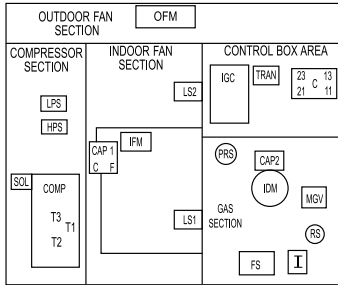 OUTDOOR FAN
SECTION
OFM
COMPRESSOR
SECTION
LPS
HPS
SOL
COMP
T3
T1
T2
INDOOR FAN
SECTION
LS2
CAP 1
C F
IFM
LS1
CONTROL BOX AREA
IGC
TRAN
23 13
C
21 11
PRS
CAP2
IDM
MGV
GAS
SECTION
RS
FS
I